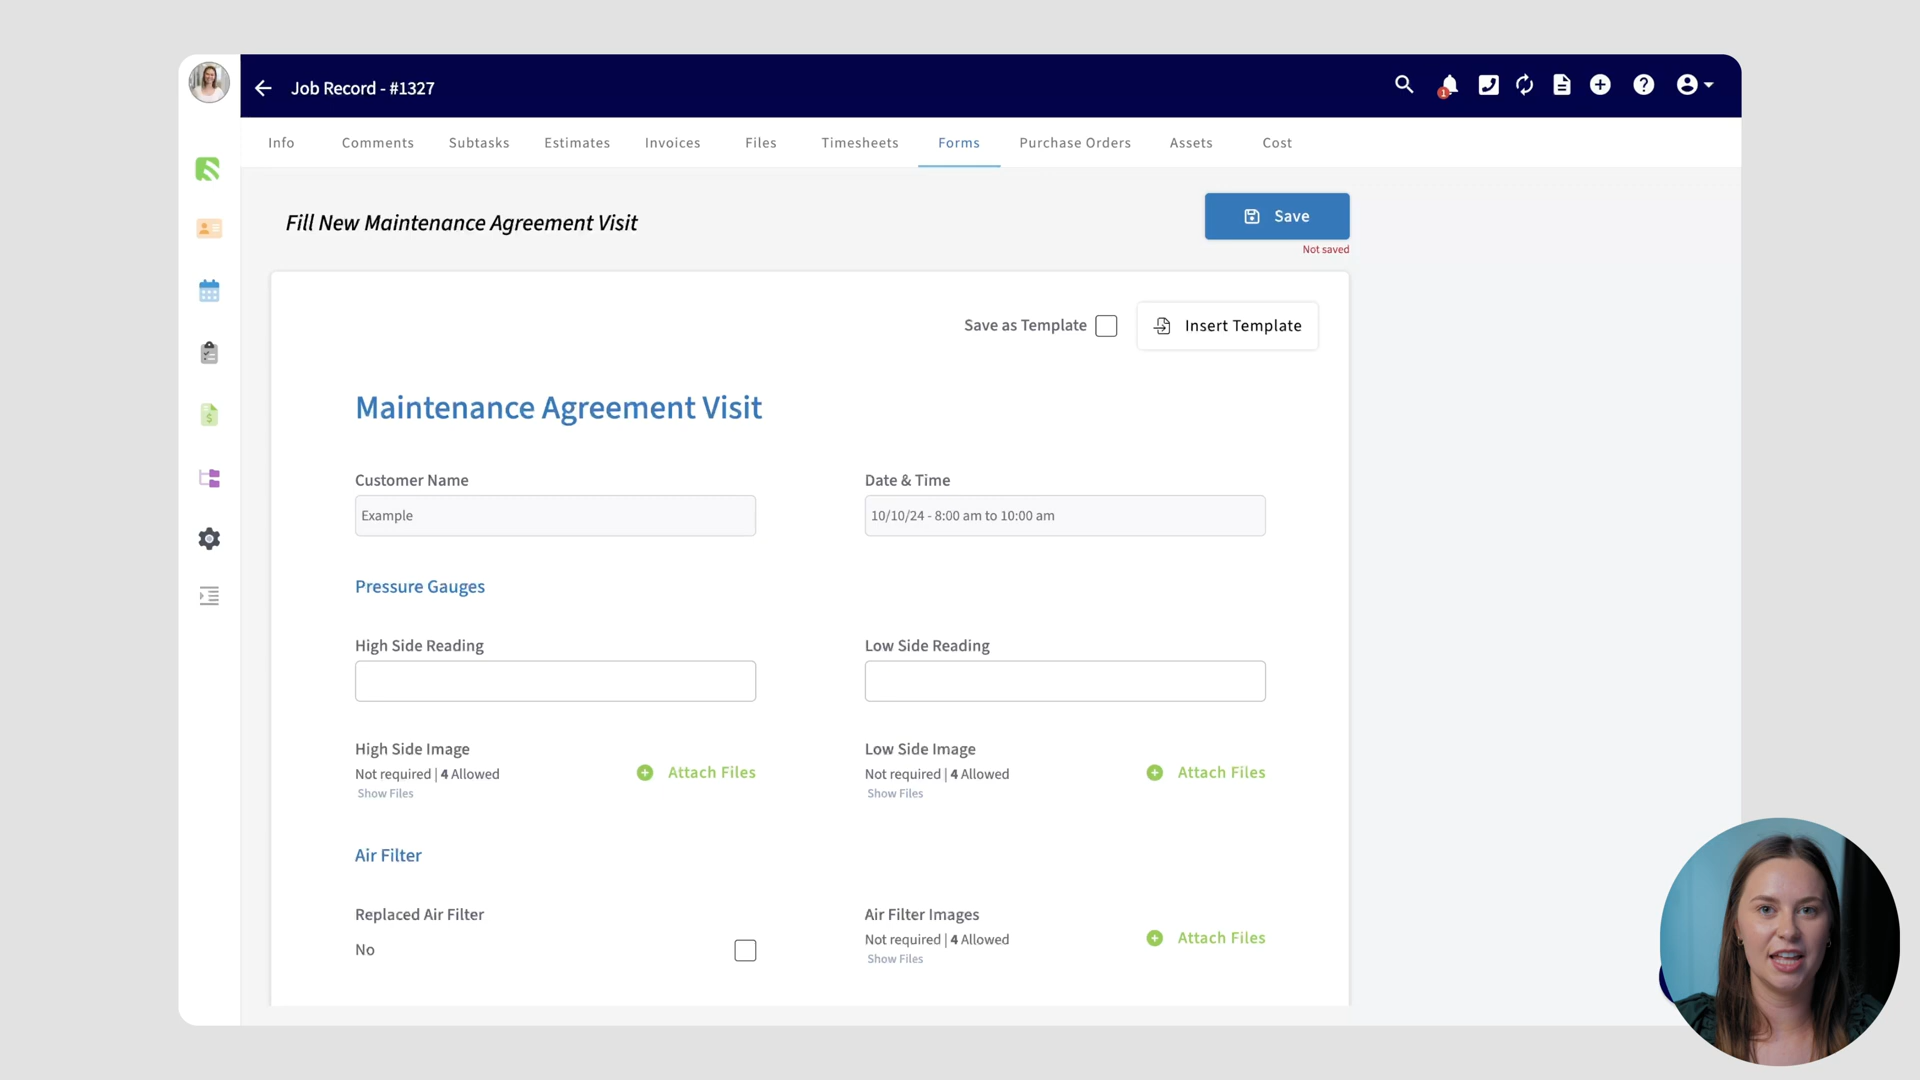 Job Record - #1327
1
Info Comments Subtasks Estimates Invoices Files Timesheets Forms Purchase Orders Assets Cost
Fill New Maintenance Agreement Visit
Save
Not saved
Save as Template
Insert Template
Maintenance Agreement Visit
Customer Name
Example
Date & Time
10/10/24 - 8:00 am to 10:00 am
Pressure Gauges
High Side Reading
Low Side Reading
High Side Image
Not required | 4 Allowed
Show Files
Attach Files
Low Side Image
Not required | 4 Allowed
Show Files
Attach Files
Air Filter
Replaced Air Filter
No
Air Filter Images
Not required | 4 Allowed
Show Files
Attach Files